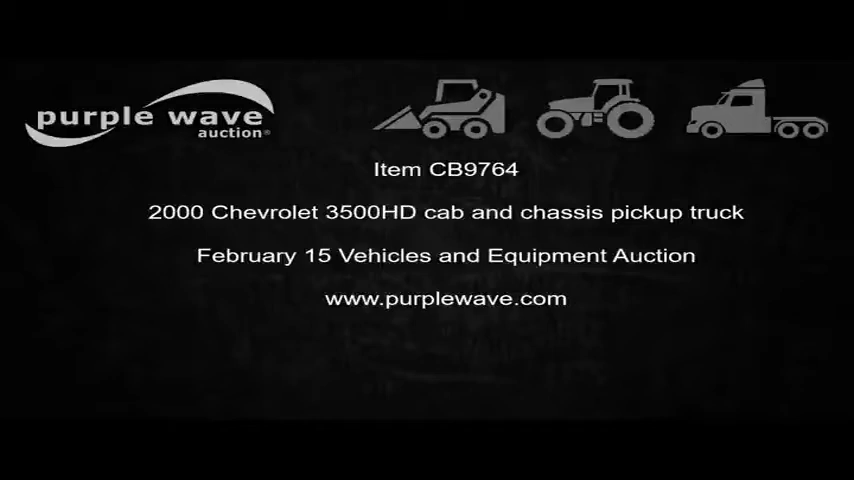 purple wave
auction®
Item CB9764
2000 Chevrolet 3500HD cab and chassis pickup truck
February 15 Vehicles and Equipment Auction
www.purplewave.com